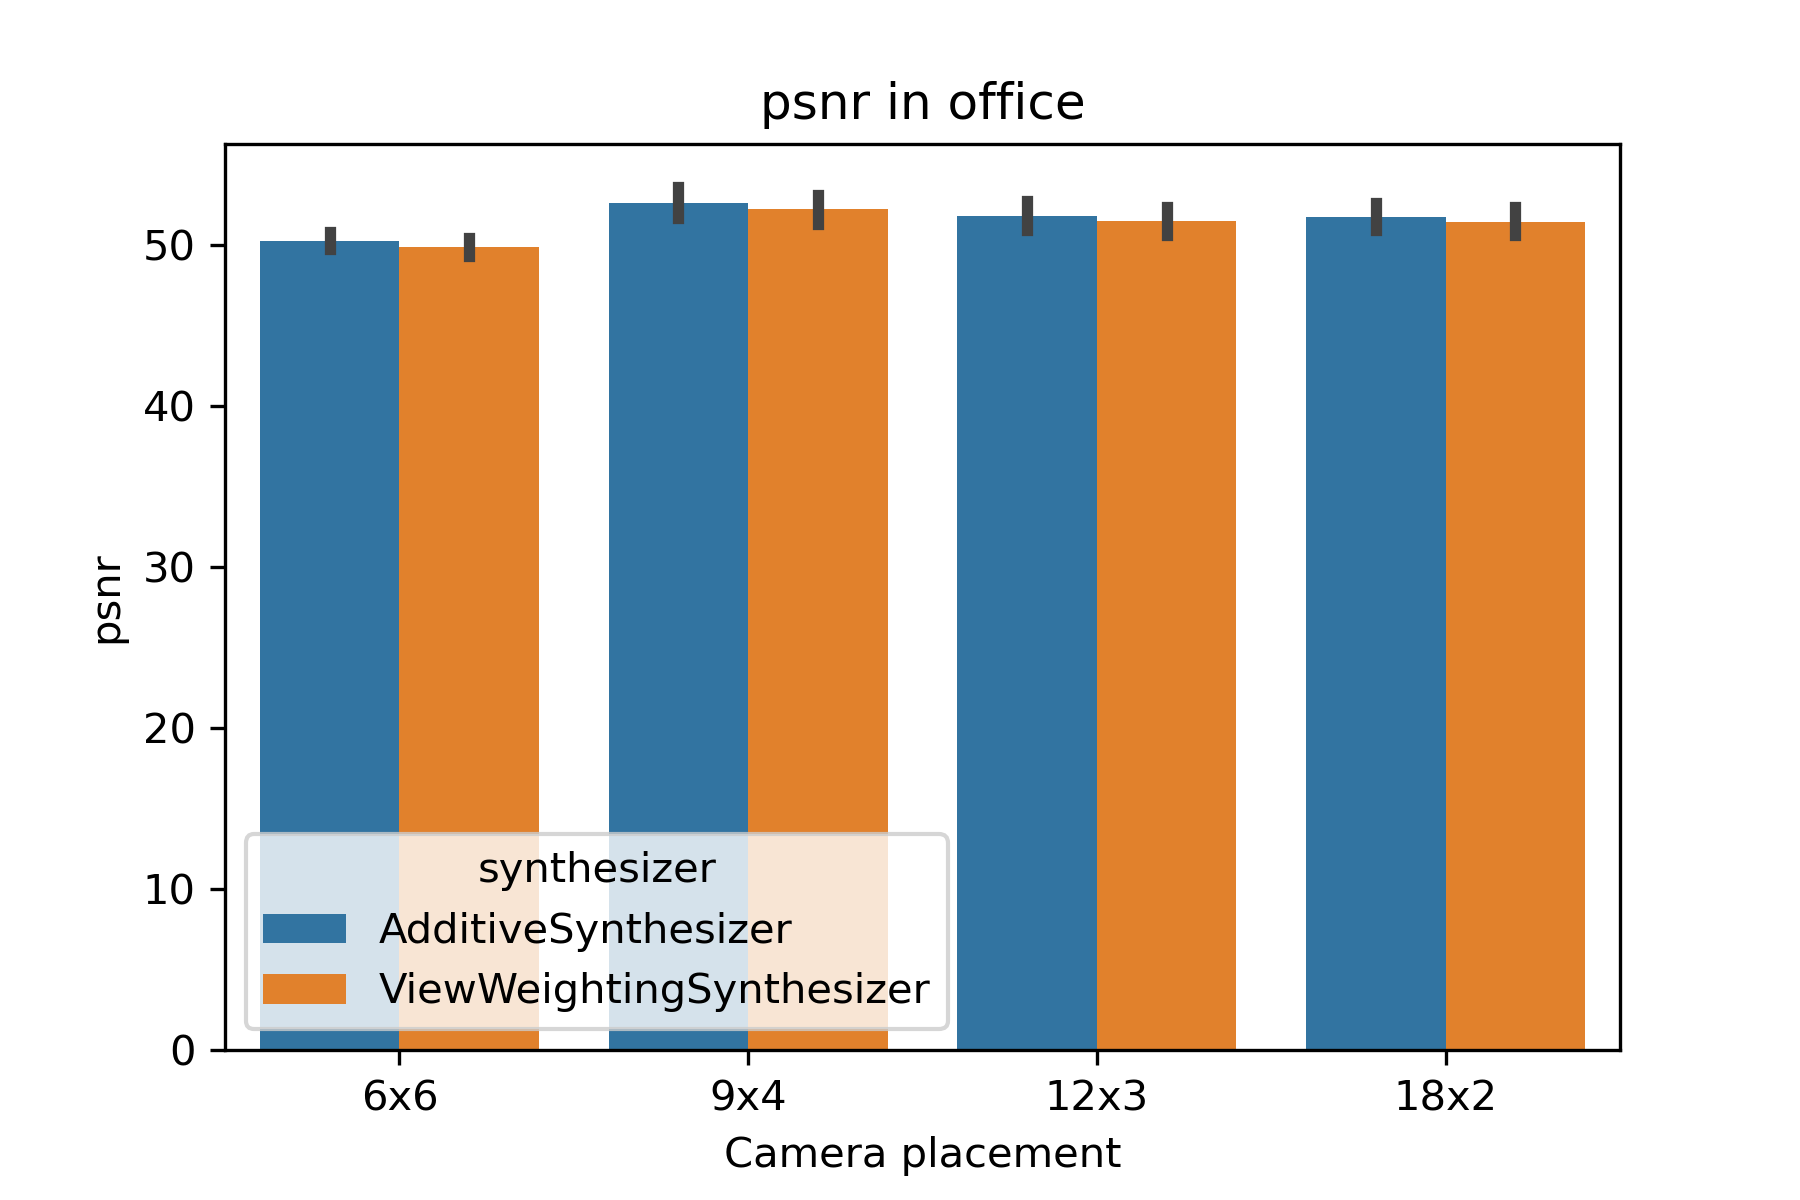 psnr in office
psnr
50
40
30
20
10
0
synthesizer
AdditiveSynthesizer
ViewWeightingSynthesizer
6x6 9x4 12x3 18x2
Camera placement